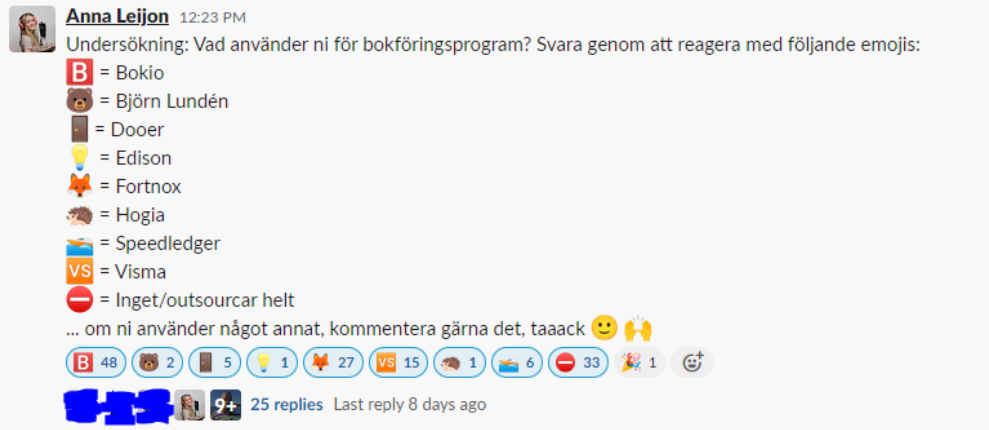 Anna Leijon 12:23 PM
Undersökning: Vad använder ni för bokföringsprogram? Svara genom att reagera med följande emojis:
🅱 = Bokio
🐻 = Björn Lundén
🚪 = Dooer
💡 = Edison
🦊 = Fortnox
🦔 = Hogia
🚤 = Speedledger
🆚 = Visma
⛔ = Inget/outsourcar helt
... om ni använder något annat, kommentera gärna det, taaack 🙂 🙌
🅱 48 🐻 2 🚪 5 💡 1 🦊 27 🆚 15 🦔 1 🚤 6 ⛔ 33 🎉 1
9+ 25 replies Last reply 8 days ago